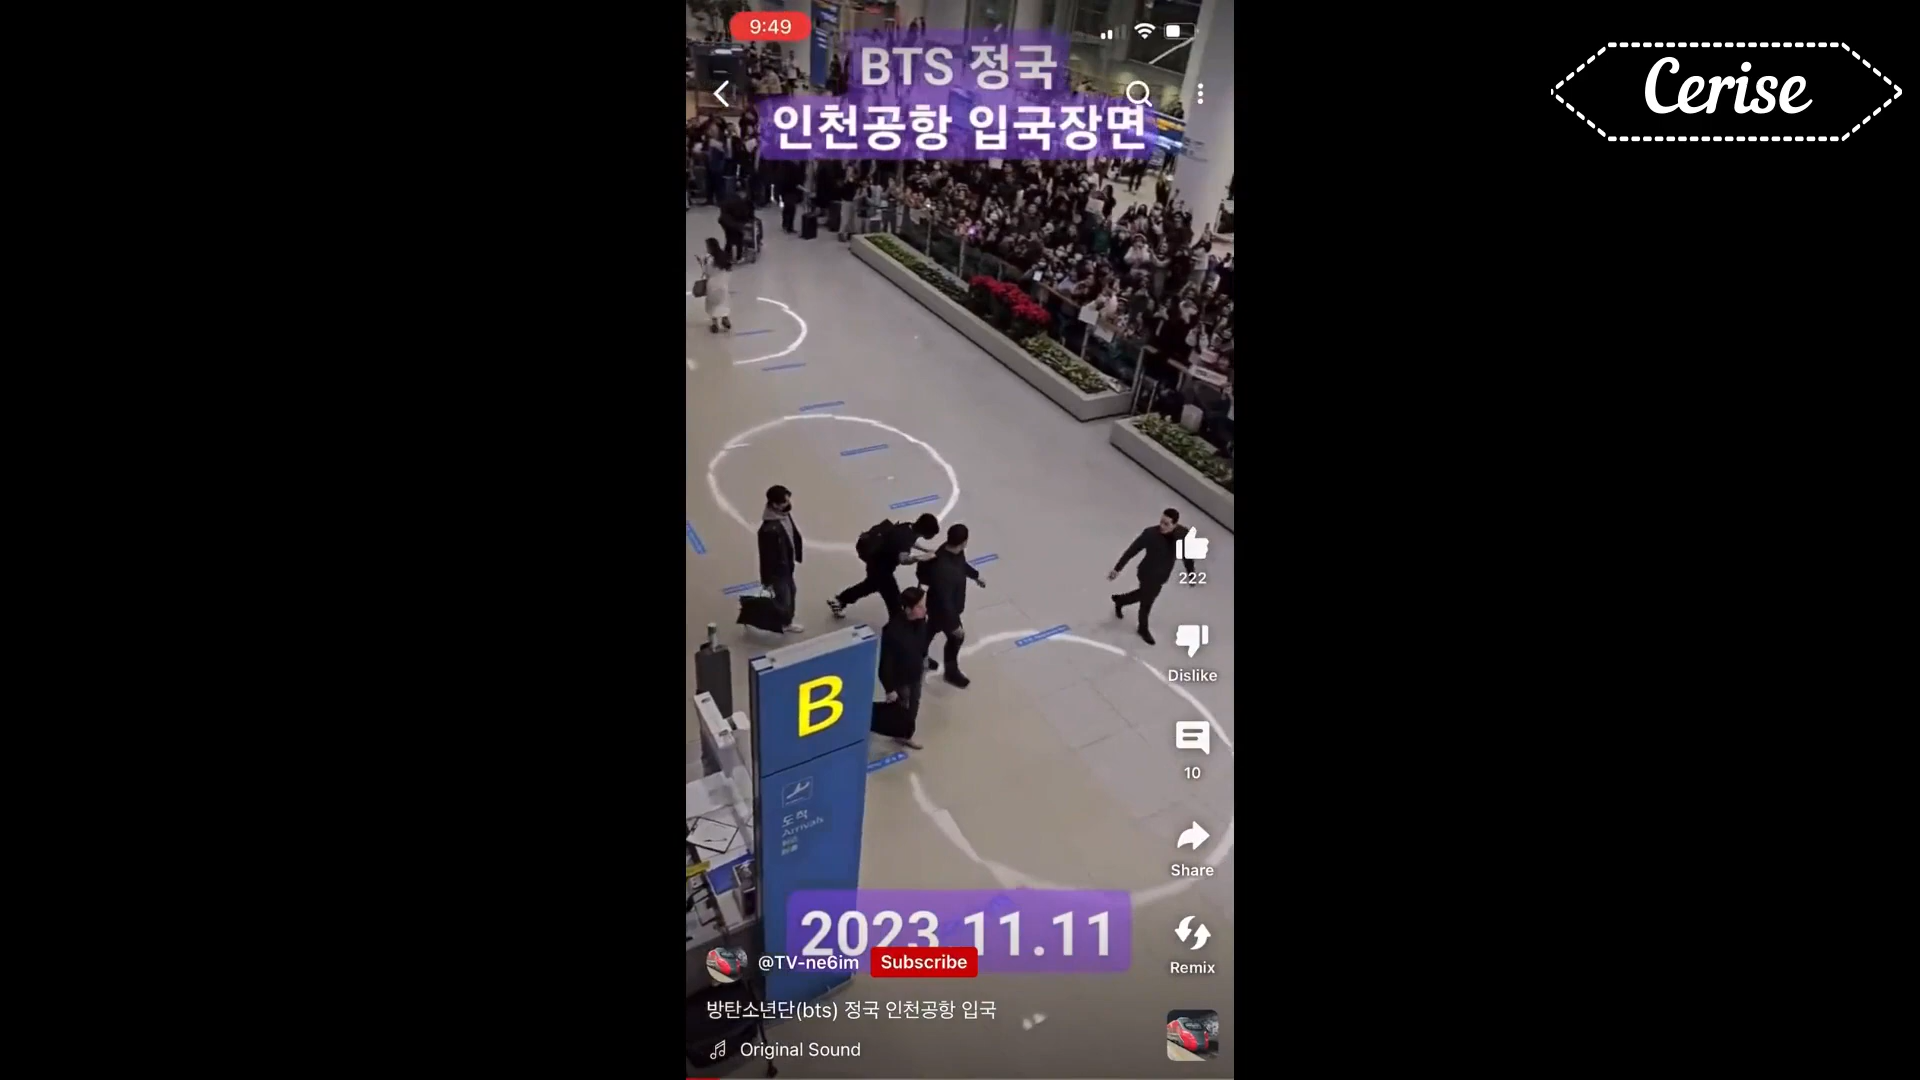 9:49
BTS 정국
인천공항 입국장면
Cerise
222
Dislike
B
10
도착
Arrivals
Share
2023.11.11
@TV-ne6im
Subscribe
Remix
방탄소년단(bts) 정국 인천공항 입국
Original Sound